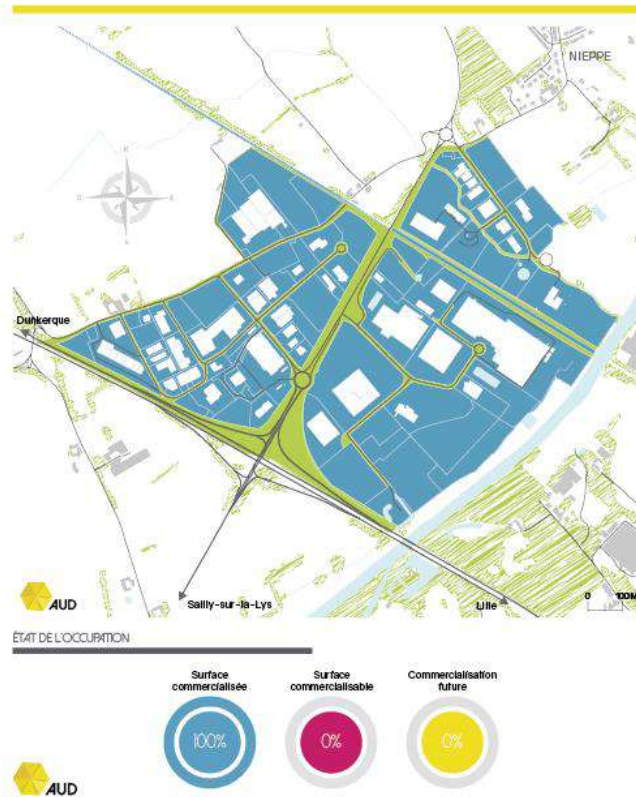 NIEPPE
N
O
E
S
Dunkerque
AUD
Sailly-sur-la-Lys
Lille
0 100M
ÉTAT DE L'OCCUPATION
Surface
commercialisée
Surface
commercialisable
Commercialisation
future
100%
0%
0%
AUD